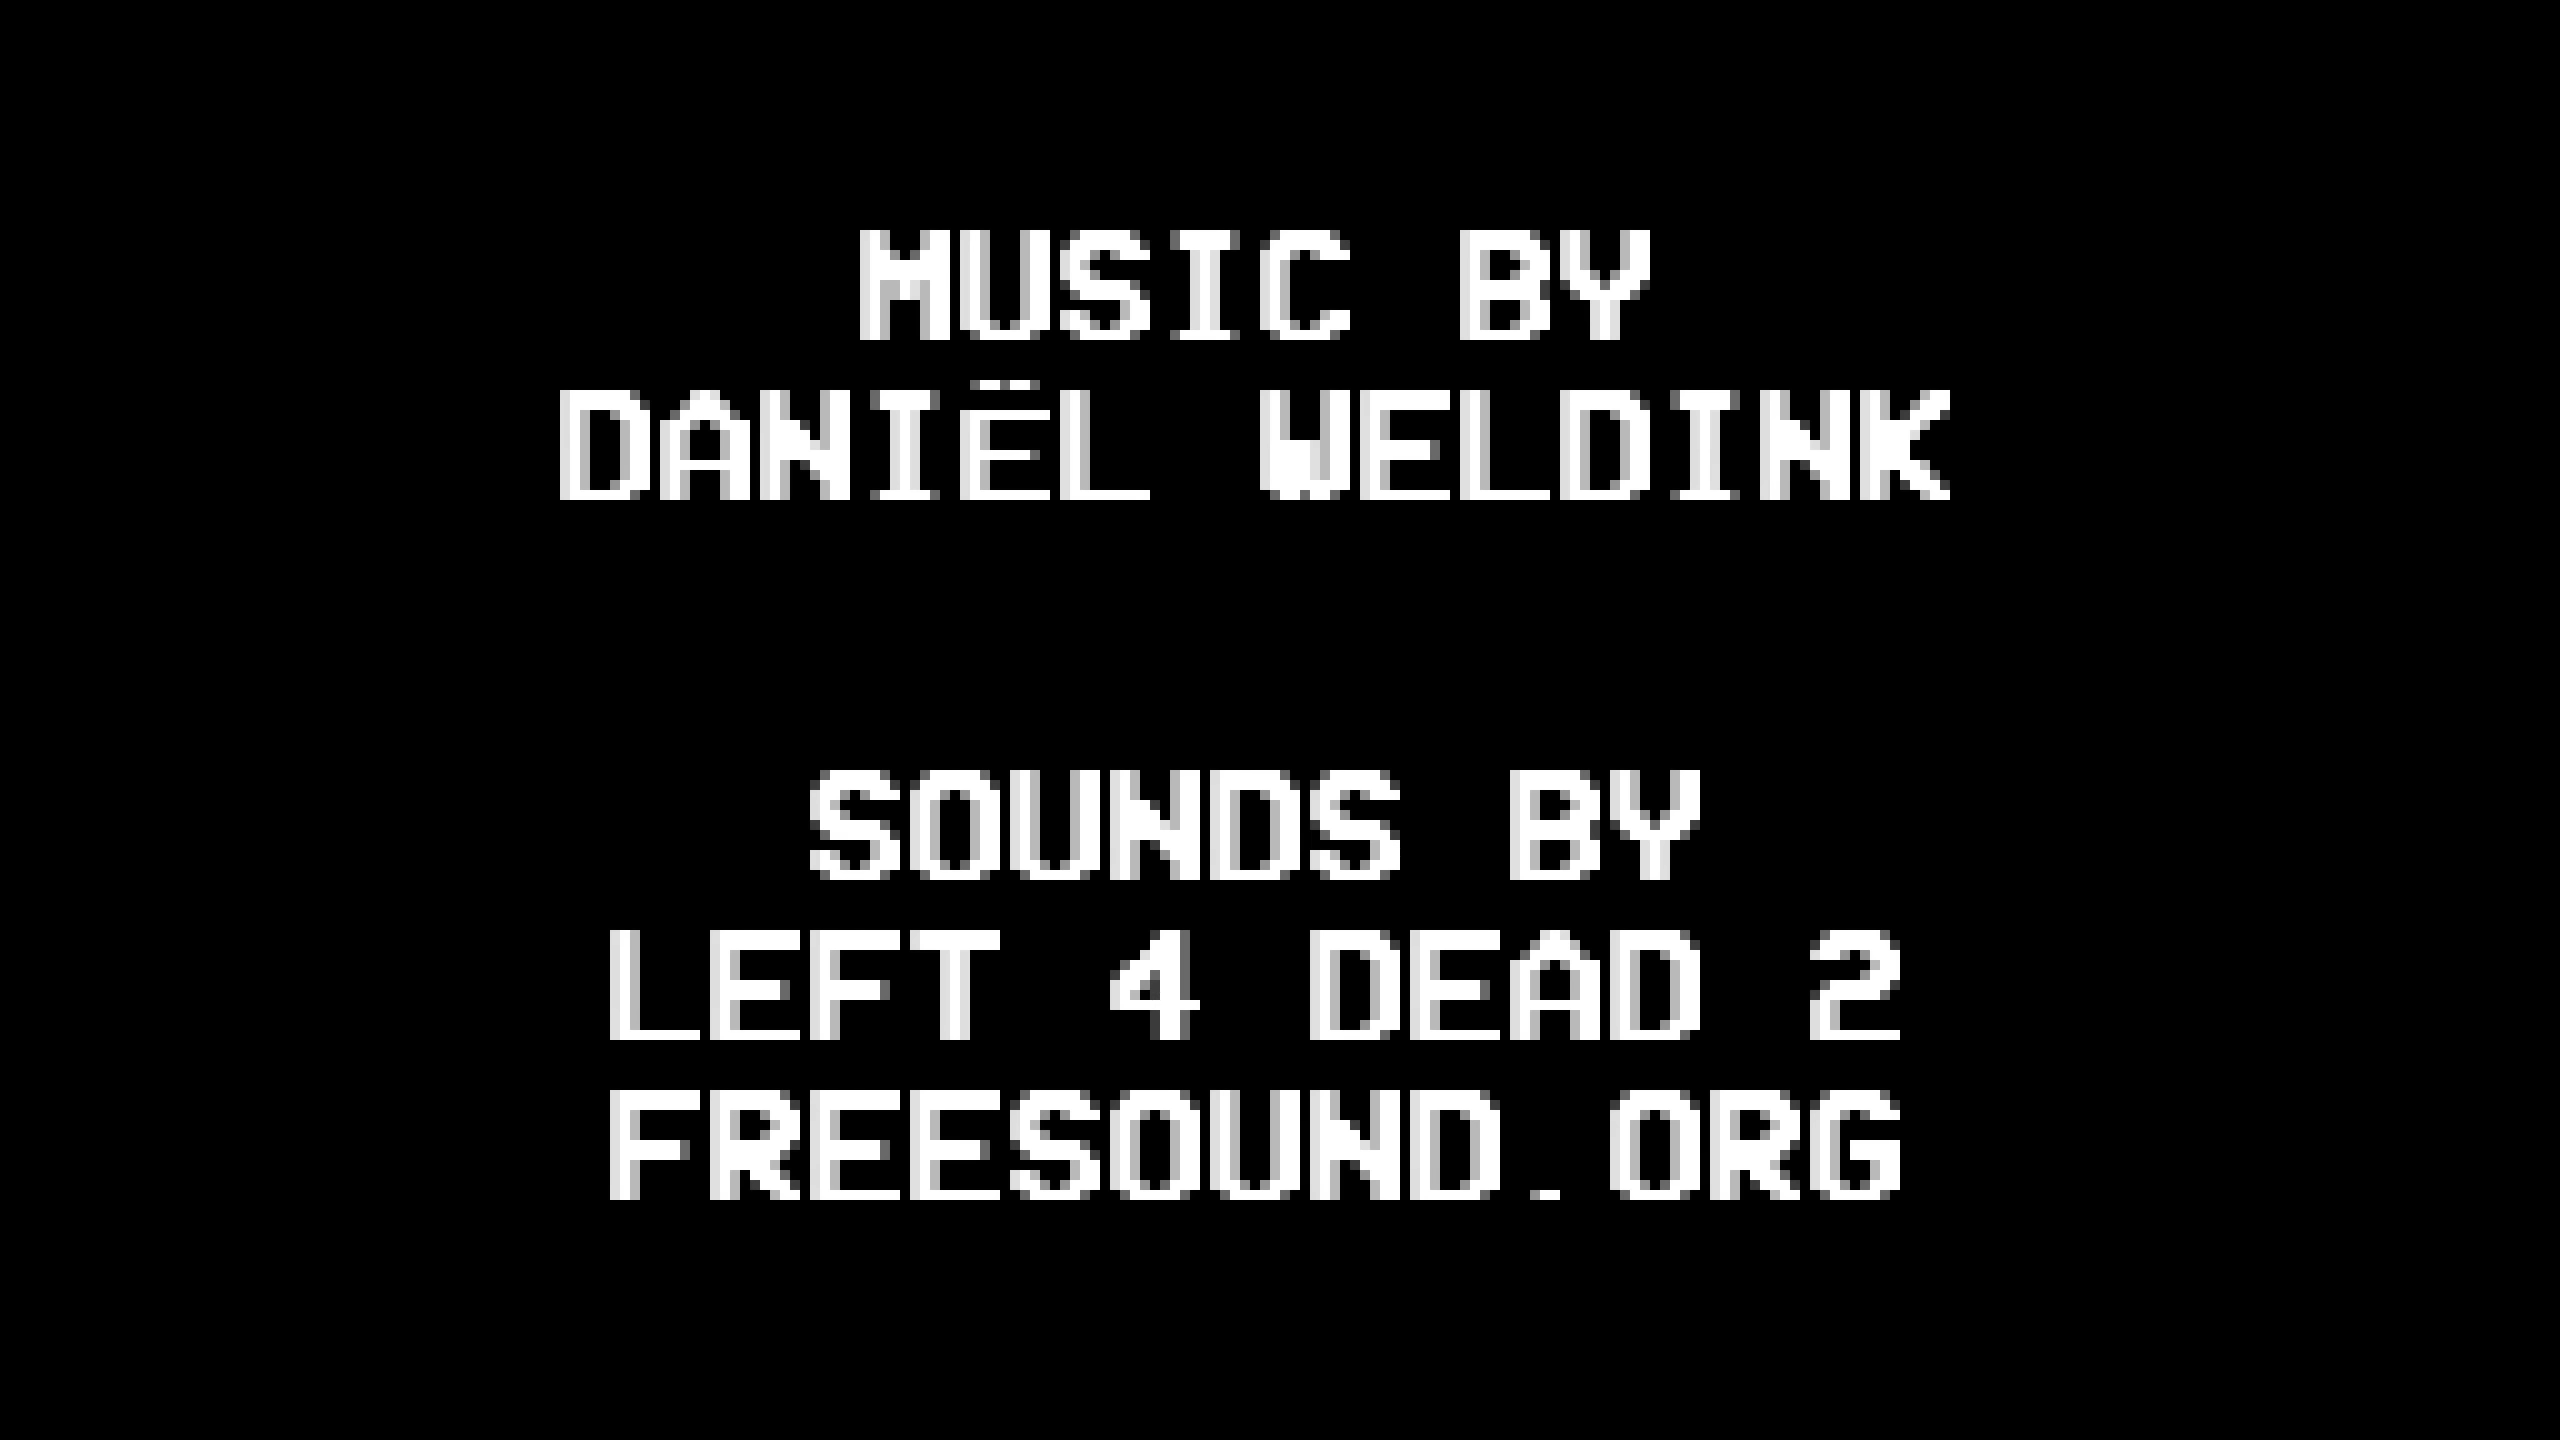 MUSIC BY
DANIËL WELDINK
SOUNDS BY
LEFT 4 DEAD 2
FREESOUND.ORG